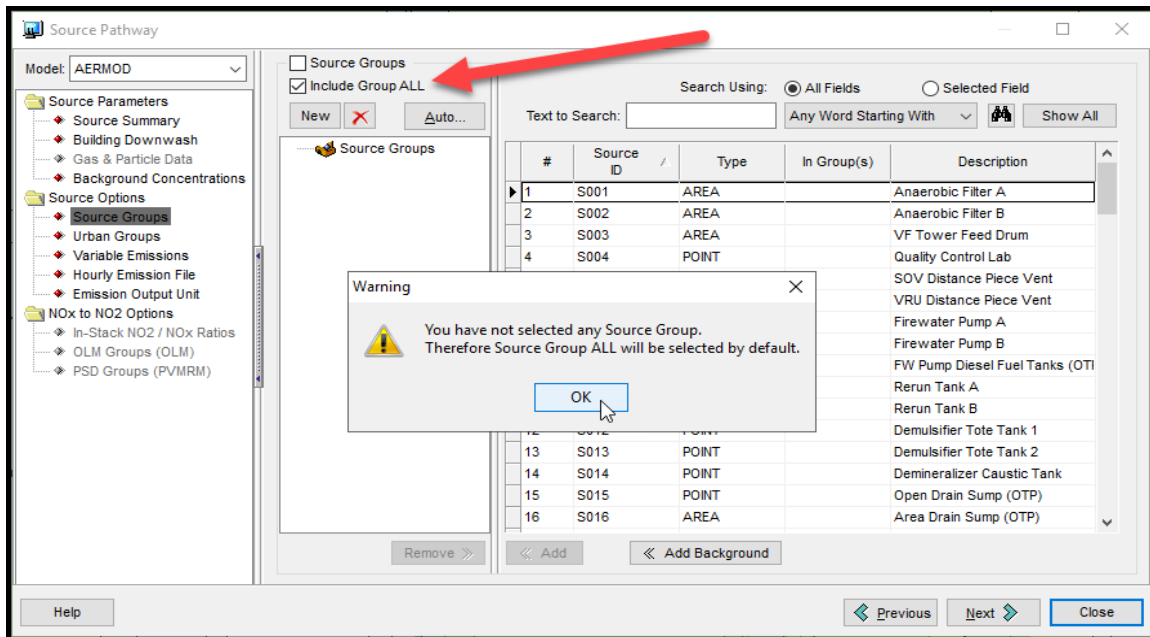 Source Pathway
Model: AERMOD
Source Parameters
Source Summary
Building Downwash
Gas & Particle Data
Background Concentrations
Source Options
Source Groups
Urban Groups
Variable Emissions
Hourly Emission File
Emission Output Unit
NOx to NO2 Options
In-Stack NO2 / NOx Ratios
OLM Groups (OLM)
PSD Groups (PVMRM)
Source Groups
Include Group ALL
New Auto...
Source Groups
Remove
Search Using: All Fields Selected Field
Text to Search: Any Word Starting With Show All
# Source ID Type In Group(s) Description
1 S001 AREA Anaerobic Filter A
2 S002 AREA Anaerobic Filter B
3 S003 AREA VF Tower Feed Drum
4 S004 POINT Quality Control Lab
SOV Distance Piece Vent
VRU Distance Piece Vent
Firewater Pump A
Firewater Pump B
FW Pump Diesel Fuel Tanks (OTI
Rerun Tank A
Rerun Tank B
12 S012 POINT Demulsifier Tote Tank 1
13 S013 POINT Demulsifier Tote Tank 2
14 S014 POINT Demineralizer Caustic Tank
15 S015 POINT Open Drain Sump (OTP)
16 S016 AREA Area Drain Sump (OTP)
Add Add Background
Warning
You have not selected any Source Group.
Therefore Source Group ALL will be selected by default.
OK
Help Previous Next Close